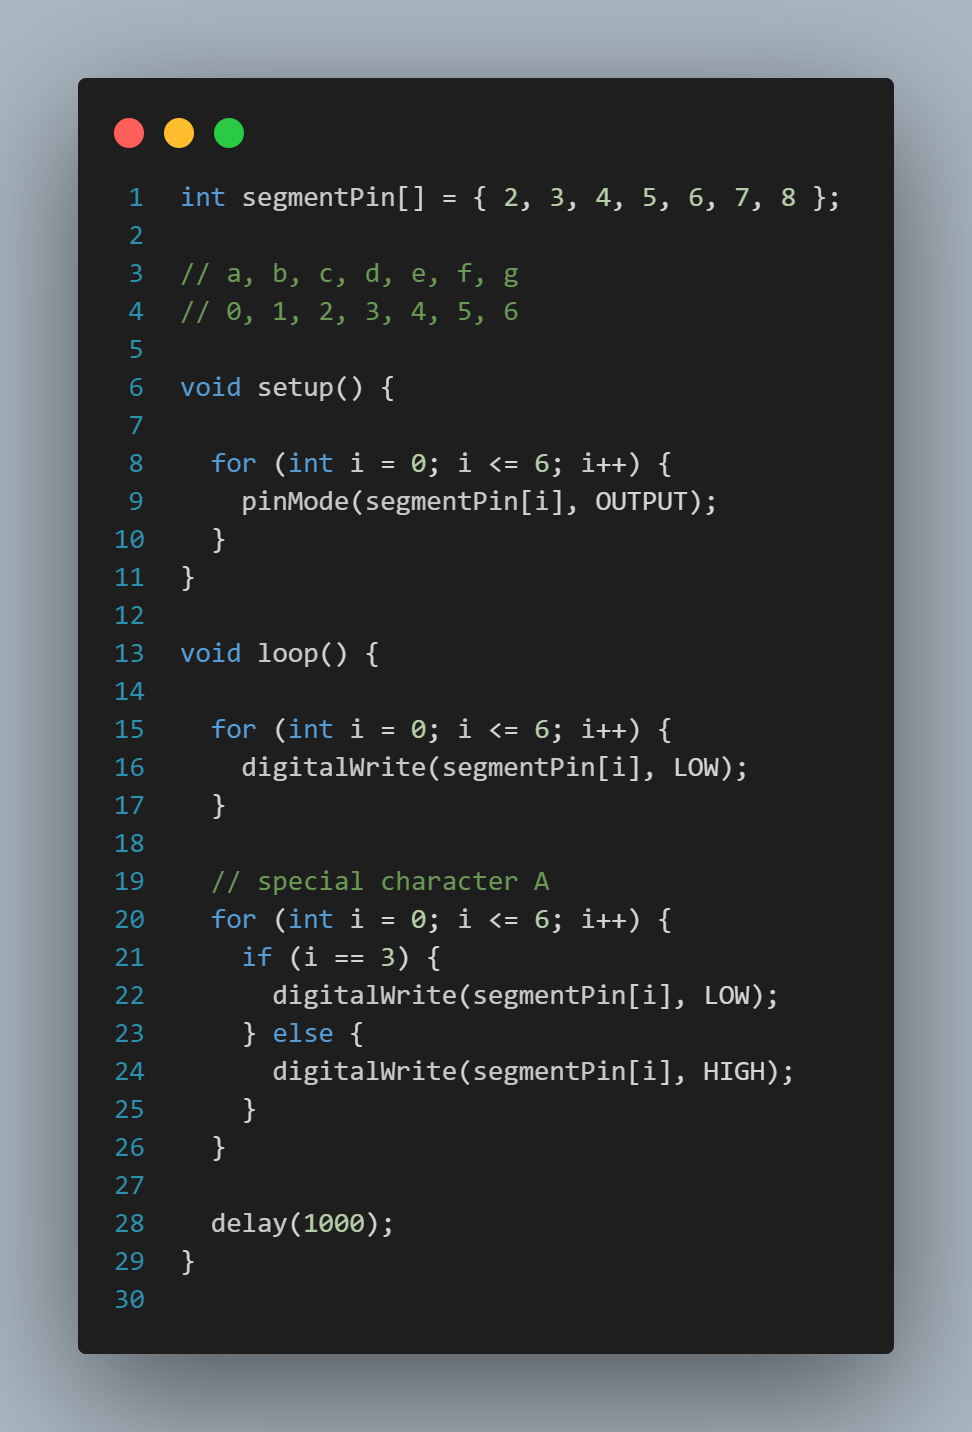 1 int segmentPin[] = { 2, 3, 4, 5, 6, 7, 8 };
2
3 // a, b, c, d, e, f, g
4 // 0, 1, 2, 3, 4, 5, 6
5
6 void setup() {
7
8   for (int i = 0; i <= 6; i++) {
9     pinMode(segmentPin[i], OUTPUT);
10   }
11 }
12
13 void loop() {
14
15   for (int i = 0; i <= 6; i++) {
16     digitalWrite(segmentPin[i], LOW);
17   }
18
19   // special character A
20   for (int i = 0; i <= 6; i++) {
21     if (i == 3) {
22       digitalWrite(segmentPin[i], LOW);
23     } else {
24       digitalWrite(segmentPin[i], HIGH);
25     }
26   }
27
28   delay(1000);
29 }
30